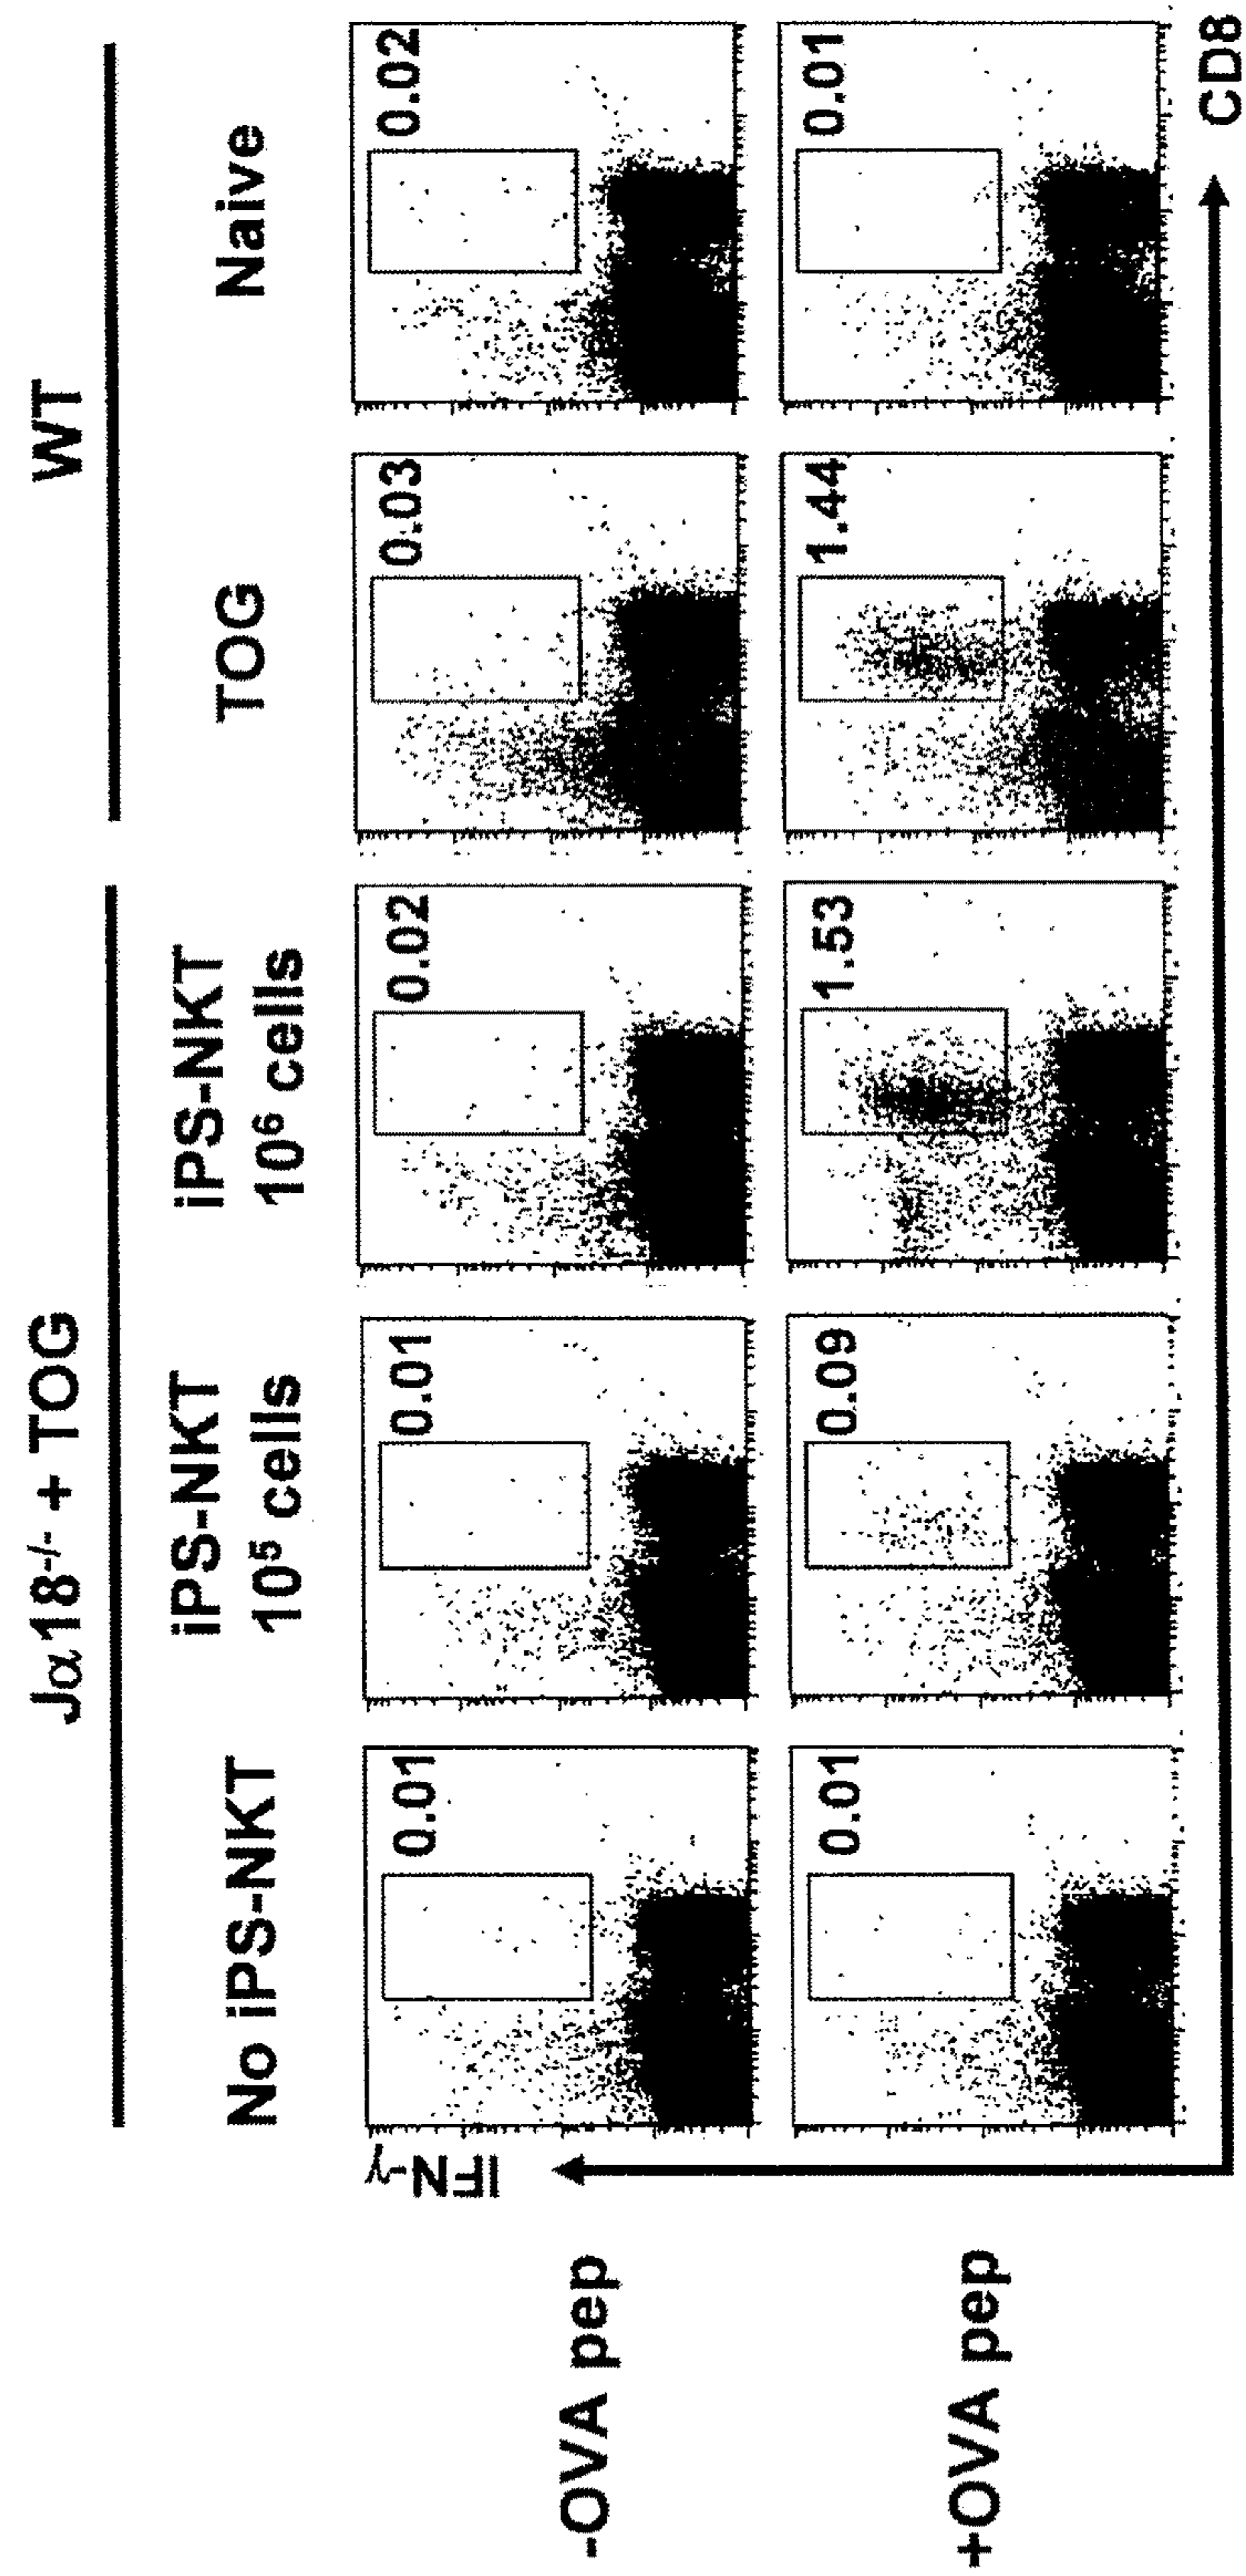 Jα18-/- + TOG
WT
No iPS-NKT
iPS-NKT
10⁵ cells
iPS-NKT
10⁶ cells
TOG
Naive
IFN-γ
-OVA pep
0.01
0.01
0.02
0.03
0.02
+OVA pep
0.01
0.09
1.53
1.44
0.01
CD8